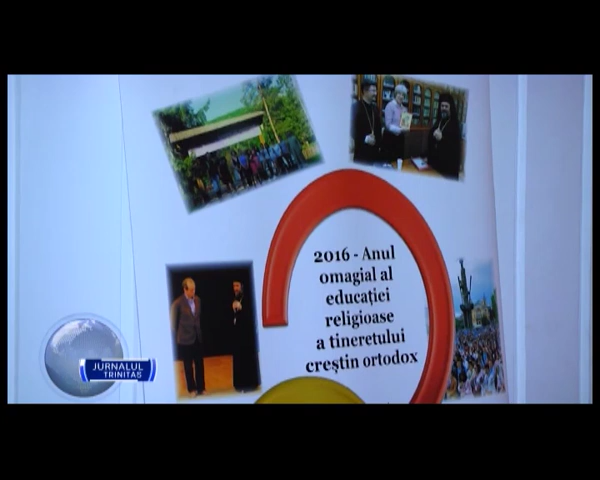 2016 - Anul
omagial al
educației
religioase
a tineretului
creștin ortodox
JURNALUL
TRINITAS